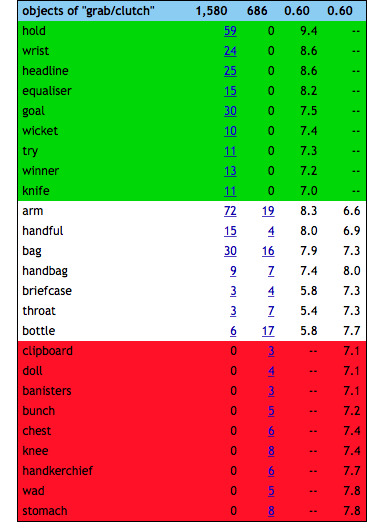 objects of "grab/clutch" 1,580 686 0.60 0.60
hold 59 0 9.4 --
wrist 24 0 8.6 --
headline 25 0 8.6 --
equaliser 15 0 8.2 --
goal 30 0 7.5 --
wicket 10 0 7.4 --
try 11 0 7.3 --
winner 13 0 7.2 --
knife 11 0 7.0 --
arm 72 19 8.3 6.6
handful 15 4 8.0 6.9
bag 30 16 7.9 7.3
handbag 9 7 7.4 8.0
briefcase 3 4 5.8 7.3
throat 3 7 5.4 7.3
bottle 6 17 5.8 7.7
clipboard 0 3 -- 7.1
doll 0 4 -- 7.1
banisters 0 3 -- 7.1
bunch 0 5 -- 7.2
chest 0 6 -- 7.4
knee 0 8 -- 7.4
handkerchief 0 6 -- 7.7
wad 0 5 -- 7.8
stomach 0 8 -- 7.8